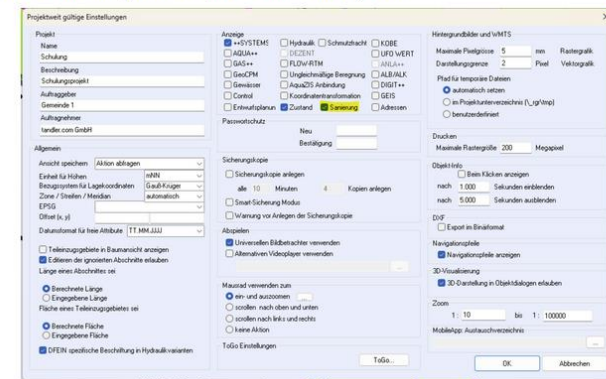 Projektweit gültige Einstellungen
Projekt
Name
Schulung
Beschreibung
Schulungsprojekt
Auftraggeber
Gemeinde 1
Auftragnehmer
tandler.com GmbH
Allgemein
Ansicht speichern Aktion abfragen
Einheit für Höhen mNN
Bezugssystem für Lagekoordinaten Gauß-Krüger
Zone / Streifen / Meridian automatisch
EPSG
Offset (x, y)
Datumsformat für freie Attribute TT.MM.JJJJ
Teileinzugsgebiete in Baumansicht anzeigen
Editieren der ignorierten Abschnitte erlauben
Länge eines Abschnittes sei
Berechnete Länge
Eingegebene Länge
Fläche eines Teileinzugsgebietes sei
Berechnete Fläche
Eingegebene Fläche
DFEIN spezifische Beschriftung in Hydraulikvarianten
Anzeige
++SYSTEMS Hydraulik Schmutzfracht KOBE
AQUA++ DEZENT UFO WERT
GAS++ FLOW-RTM ANLA++
GeoCPM Ungleichmäßige Beregnung ALB/ALK
Gewässer AquaZIS Anbindung DIGIT++
Control Koordinatentransformation GEIS
Entwurfsplanun Zustand Sanierung Adressen
Passwortschutz
Neu
Bestätigung
Sicherungskopie
Sicherungskopie anlegen
alle 10 Minuten 4 Kopien anlegen
Smart-Sicherung Modus
Warnung vor Anlegen der Sicherungskopie
Abspielen
Universellen Bildbetrachter verwenden
Alternativen Videoplayer verwenden
...
Mausrad verwenden zum
ein- und auszoomen ...
scrollen nach oben und unten
scrollen nach links und rechts
keine Aktion
ToGo Einstellungen
ToGo...
Hintergrundbilder und WMTS
Maximale Pixelgrösse 5 mm Rastergrafik
Darstellungsgrenze 2 Pixel Vektorgrafik
Pfad für temporäre Dateien
automatisch setzen
im Projektunterverzeichnis (\_rg\tmp)
benutzerdefiniert
Drucken
Maximale Rastergröße 200 Megapixel
Objekt-Info
Beim Klicken anzeigen
nach 1.000 Sekunden einblenden
nach 5.000 Sekunden ausblenden
DXF
Export im Binärformat
Navigationspfeile
Navigationspfeile anzeigen
3D-Visualisierung
3D-Darstellung in Objektdialogen erlauben
Zoom
1 : 10 bis 1 : 100000
MobileApp: Austauschverzeichnis
...
OK Abbrechen